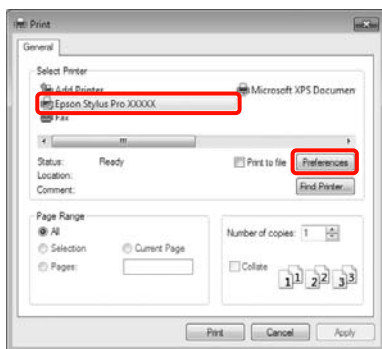 Print
General
Select Printer
Add Printer
Microsoft XPS Documen
Epson Stylus Pro XXXXX
Fax
Status: Ready
Print to file
Preferences
Location:
Comment:
Find Printer...
Page Range
All
Selection
Current Page
Pages:
Number of copies: 1
Collate
1 1 2 2 3 3
Print
Cancel
Apply